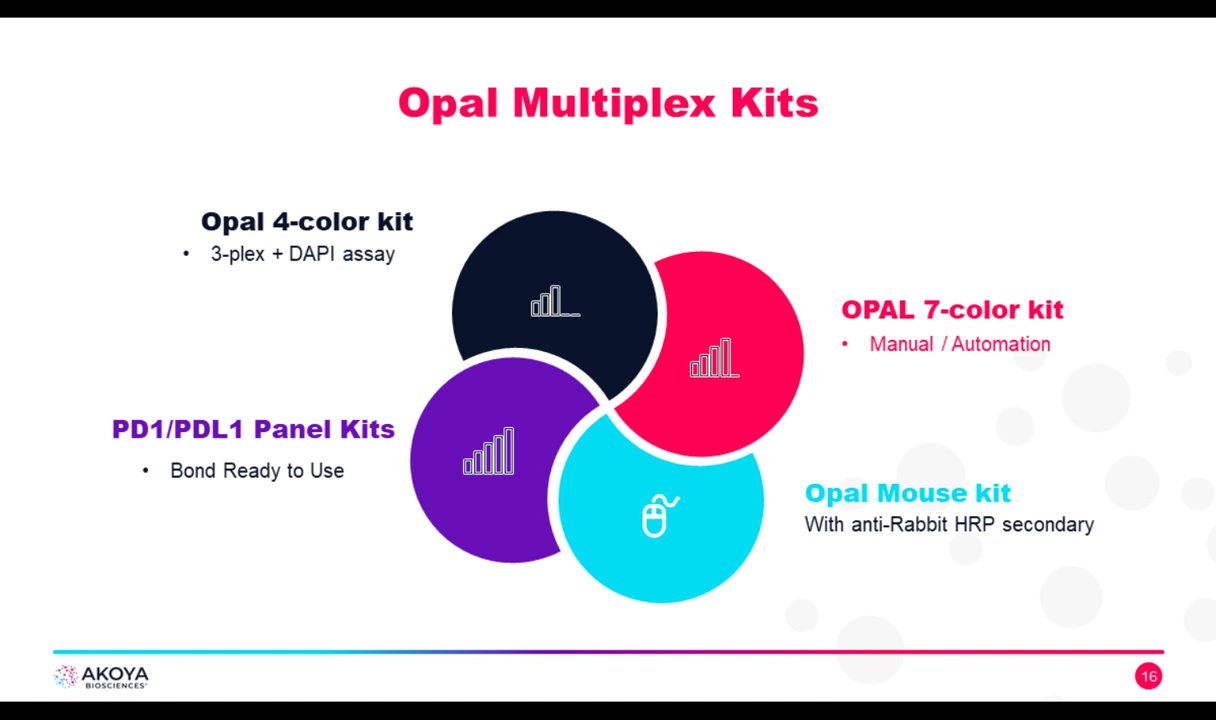 Opal Multiplex Kits
Opal 4-color kit
• 3-plex + DAPI assay
OPAL 7-color kit
• Manual / Automation
PD1/PDL1 Panel Kits
• Bond Ready to Use
Opal Mouse kit
With anti-Rabbit HRP secondary
AKOYA
BIOSCIENCES
16